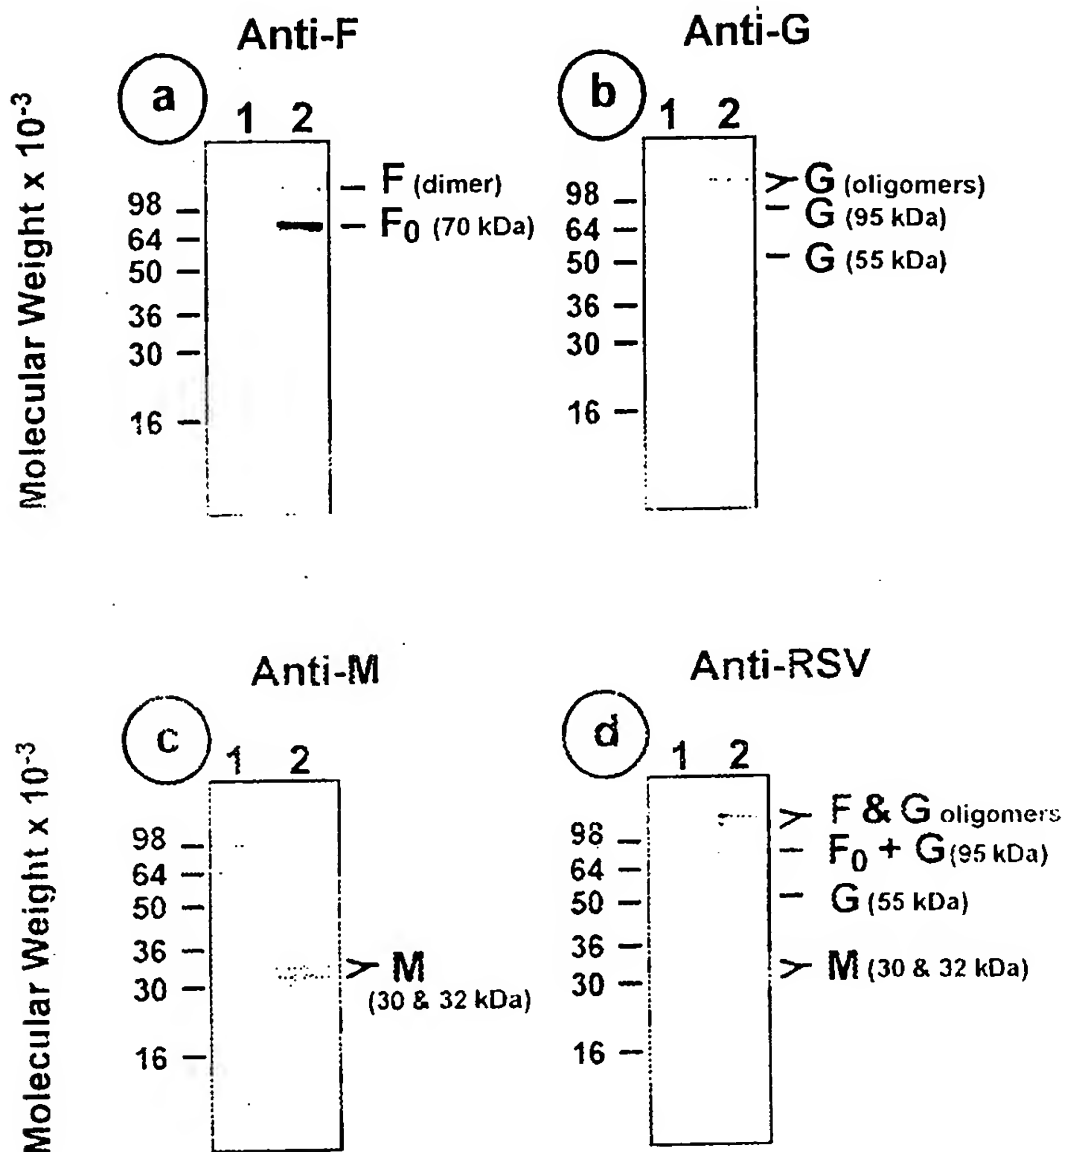 Anti-F
a
1 2
Molecular Weight x 10-3
98
64
50
36
30
16
F (dimer)
F0 (70 kDa)
Anti-G
b
1 2
98
64
50
36
30
16
G (oligomers)
G (95 kDa)
G (55 kDa)
Anti-M
c
1 2
Molecular Weight x 10-3
98
64
50
36
30
16
M
(30 & 32 kDa)
Anti-RSV
d
1 2
98
64
50
36
30
16
F & G oligomers
F0 + G (95 kDa)
G (55 kDa)
M (30 & 32 kDa)